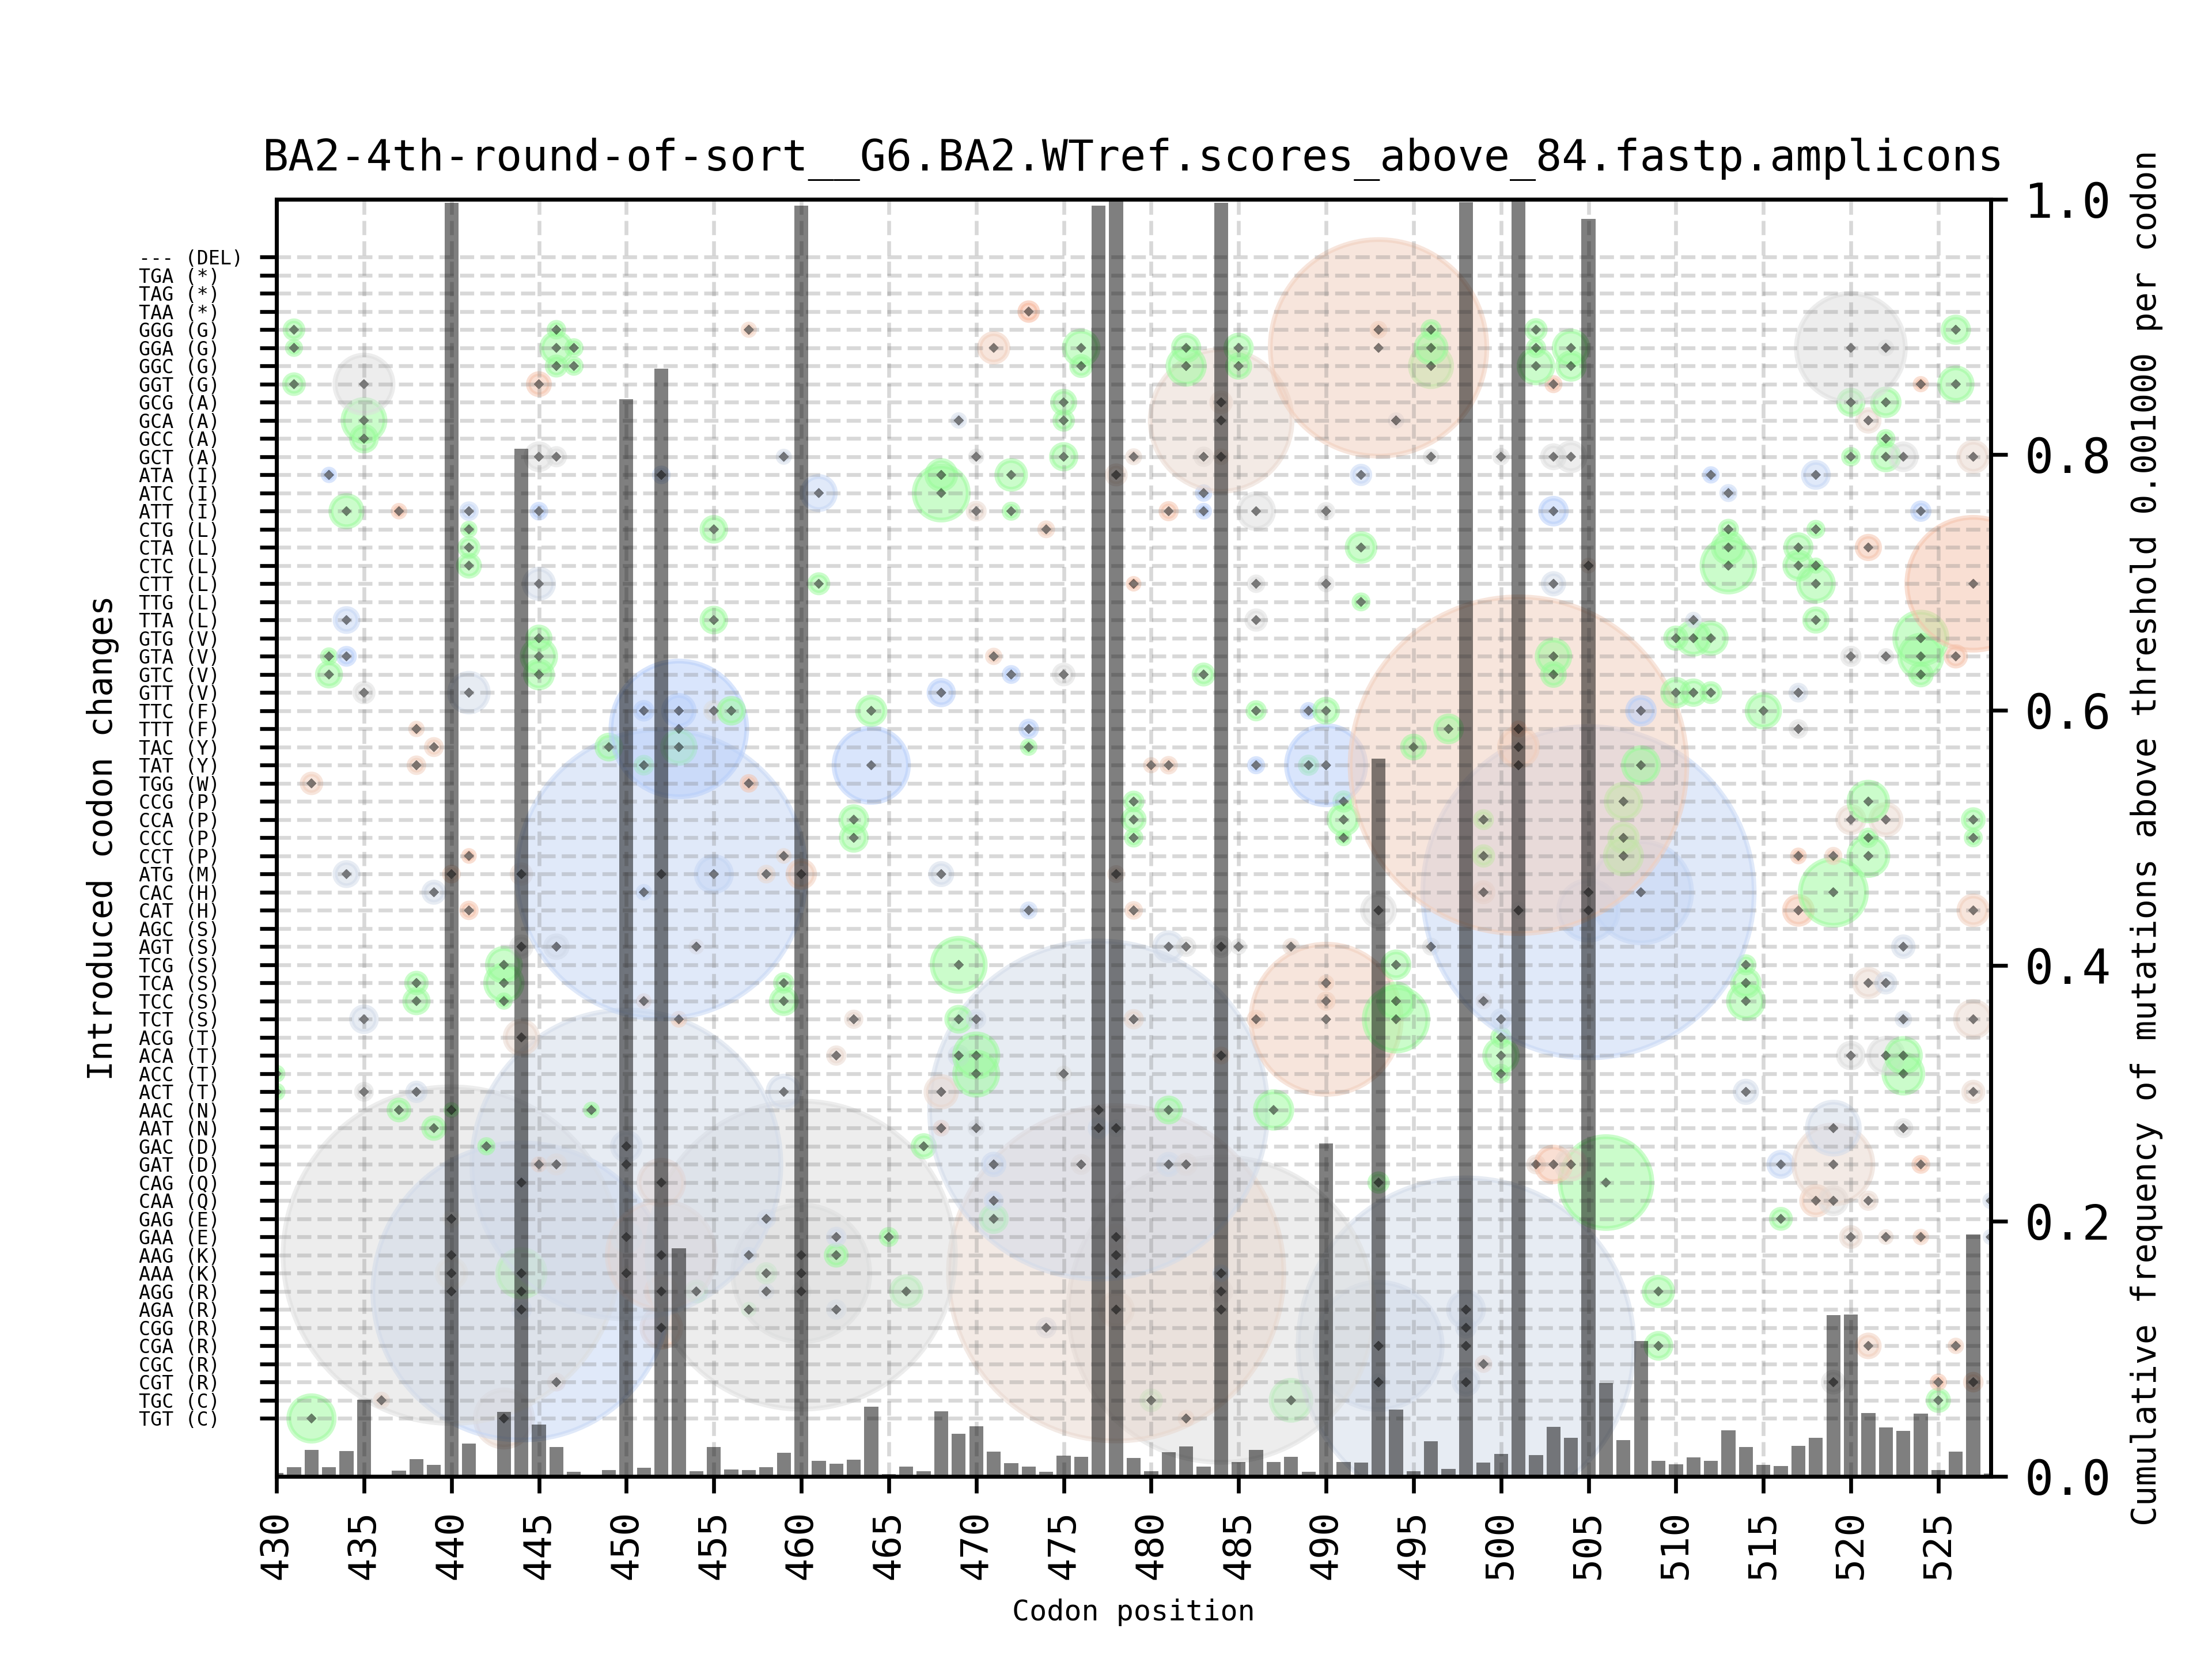 BA2-4th-round-of-sort__G6.BA2.WTref.scores_above_84.fastp.amplicons
Introduced codon changes
--- (DEL)
TGA (*)
TAG (*)
TAA (*)
GGG (G)
GGA (G)
GGC (G)
GGT (G)
GCG (A)
GCA (A)
GCC (A)
GCT (A)
ATA (I)
ATC (I)
ATT (I)
CTG (L)
CTA (L)
CTC (L)
CTT (L)
TTG (L)
TTA (L)
GTG (V)
GTA (V)
GTC (V)
GTT (V)
TTC (F)
TTT (F)
TAC (Y)
TAT (Y)
TGG (W)
CCG (P)
CCA (P)
CCC (P)
CCT (P)
ATG (M)
CAC (H)
CAT (H)
AGC (S)
AGT (S)
TCG (S)
TCA (S)
TCC (S)
TCT (S)
ACG (T)
ACA (T)
ACC (T)
ACT (T)
AAC (N)
AAT (N)
GAC (D)
GAT (D)
CAG (Q)
CAA (Q)
GAG (E)
GAA (E)
AAG (K)
AAA (K)
AGG (R)
AGA (R)
CGG (R)
CGA (R)
CGC (R)
CGT (R)
TGC (C)
TGT (C)
1.0
0.8
0.6
0.4
0.2
0.0
Cumulative frequency of mutations above threshold 0.001000 per codon
430
435
440
445
450
455
460
465
470
475
480
485
490
495
500
505
510
515
520
525
Codon position